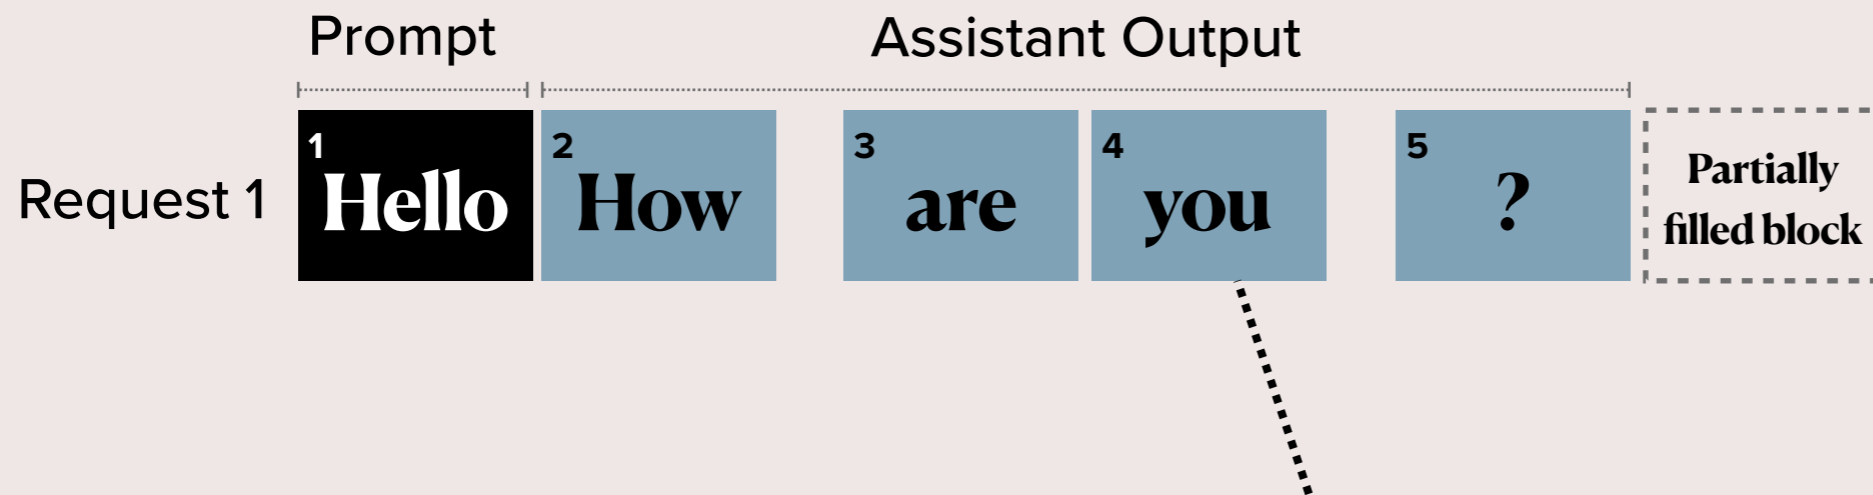 Prompt
Assistant Output
Request 1
1
Hello
2
How
3
are
4
you
5
?
Partially
filled block